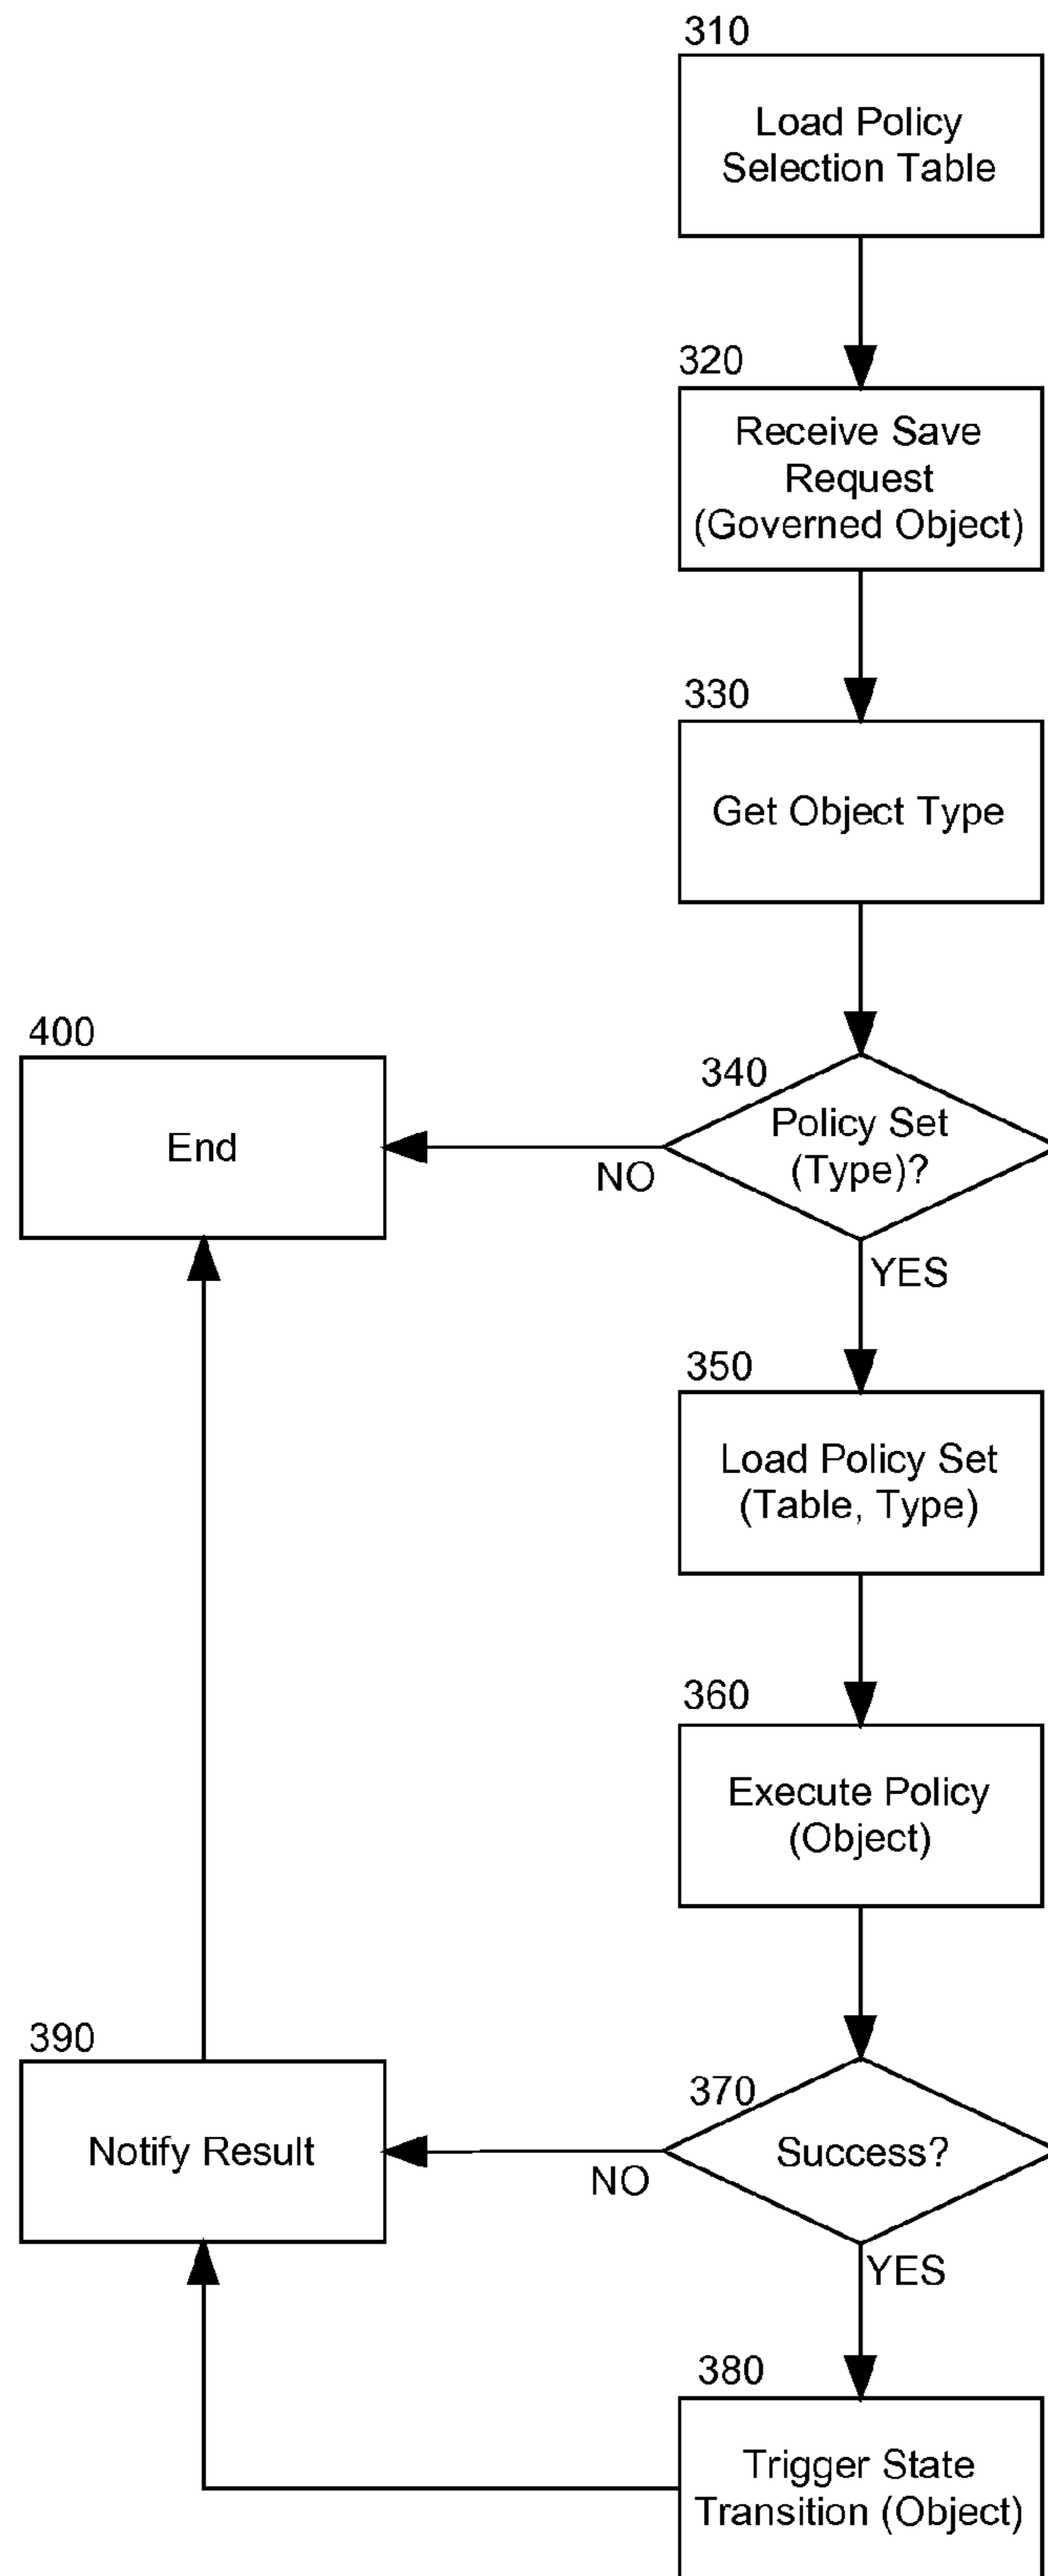 310
Load Policy
Selection Table
320
Receive Save
Request
(Governed Object)
330
Get Object Type
400
End
340
Policy Set
(Type)?
NO
YES
350
Load Policy Set
(Table, Type)
360
Execute Policy
(Object)
390
Notify Result
370
Success?
NO
YES
380
Trigger State
Transition (Object)